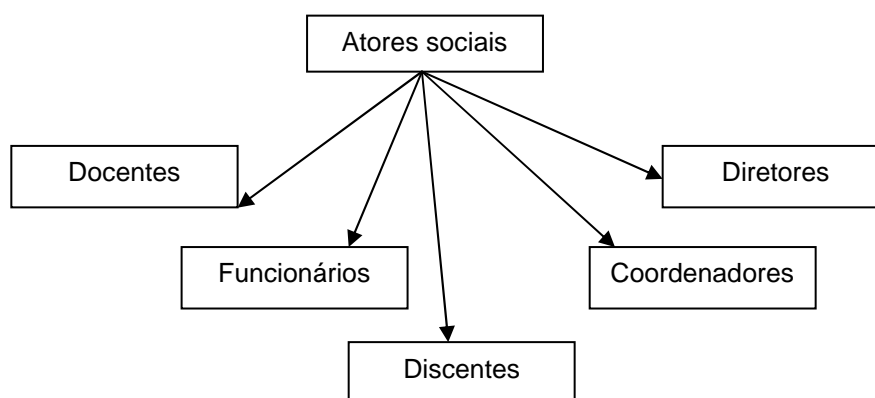 Atores sociais
Docentes
Diretores
Funcionários
Coordenadores
Discentes